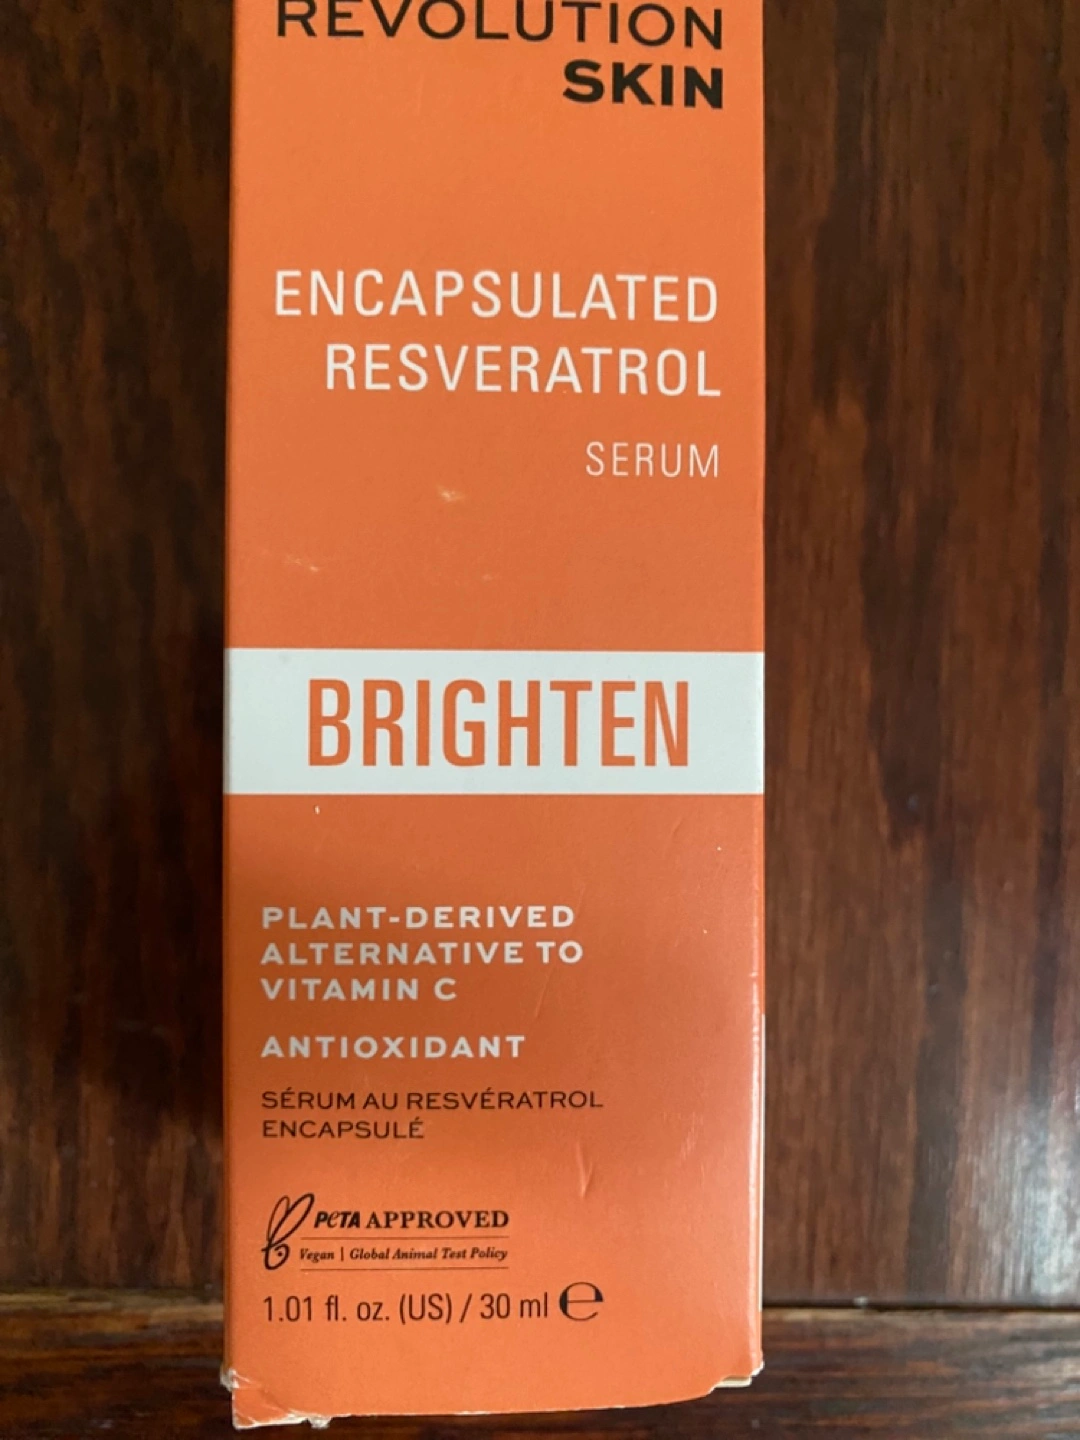 REVOLUTION
SKIN
ENCAPSULATED
RESVERATROL
SERUM
BRIGHTEN
PLANT-DERIVED
ALTERNATIVE TO
VITAMIN C
ANTIOXIDANT
SÉRUM AU RESVÉRATROL
ENCAPSULÉ
PeTA APPROVED
Vegan | Global Animal Test Policy
1.01 fl. oz. (US) / 30 ml ℮